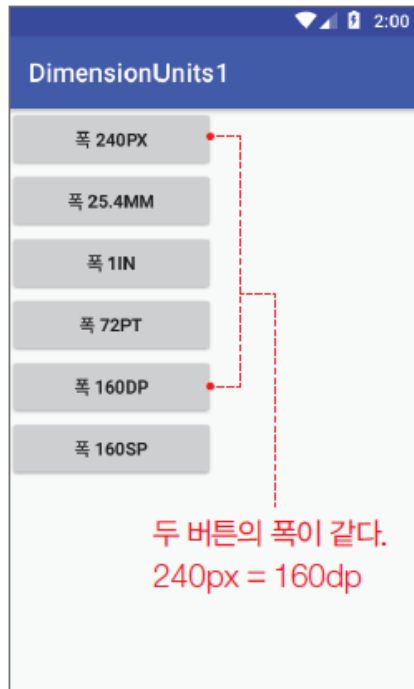 2:00
DimensionUnits1
폭 240PX
폭 25.4MM
폭 1IN
폭 72PT
폭 160DP
폭 160SP
두 버튼의 폭이 같다.
240px = 160dp